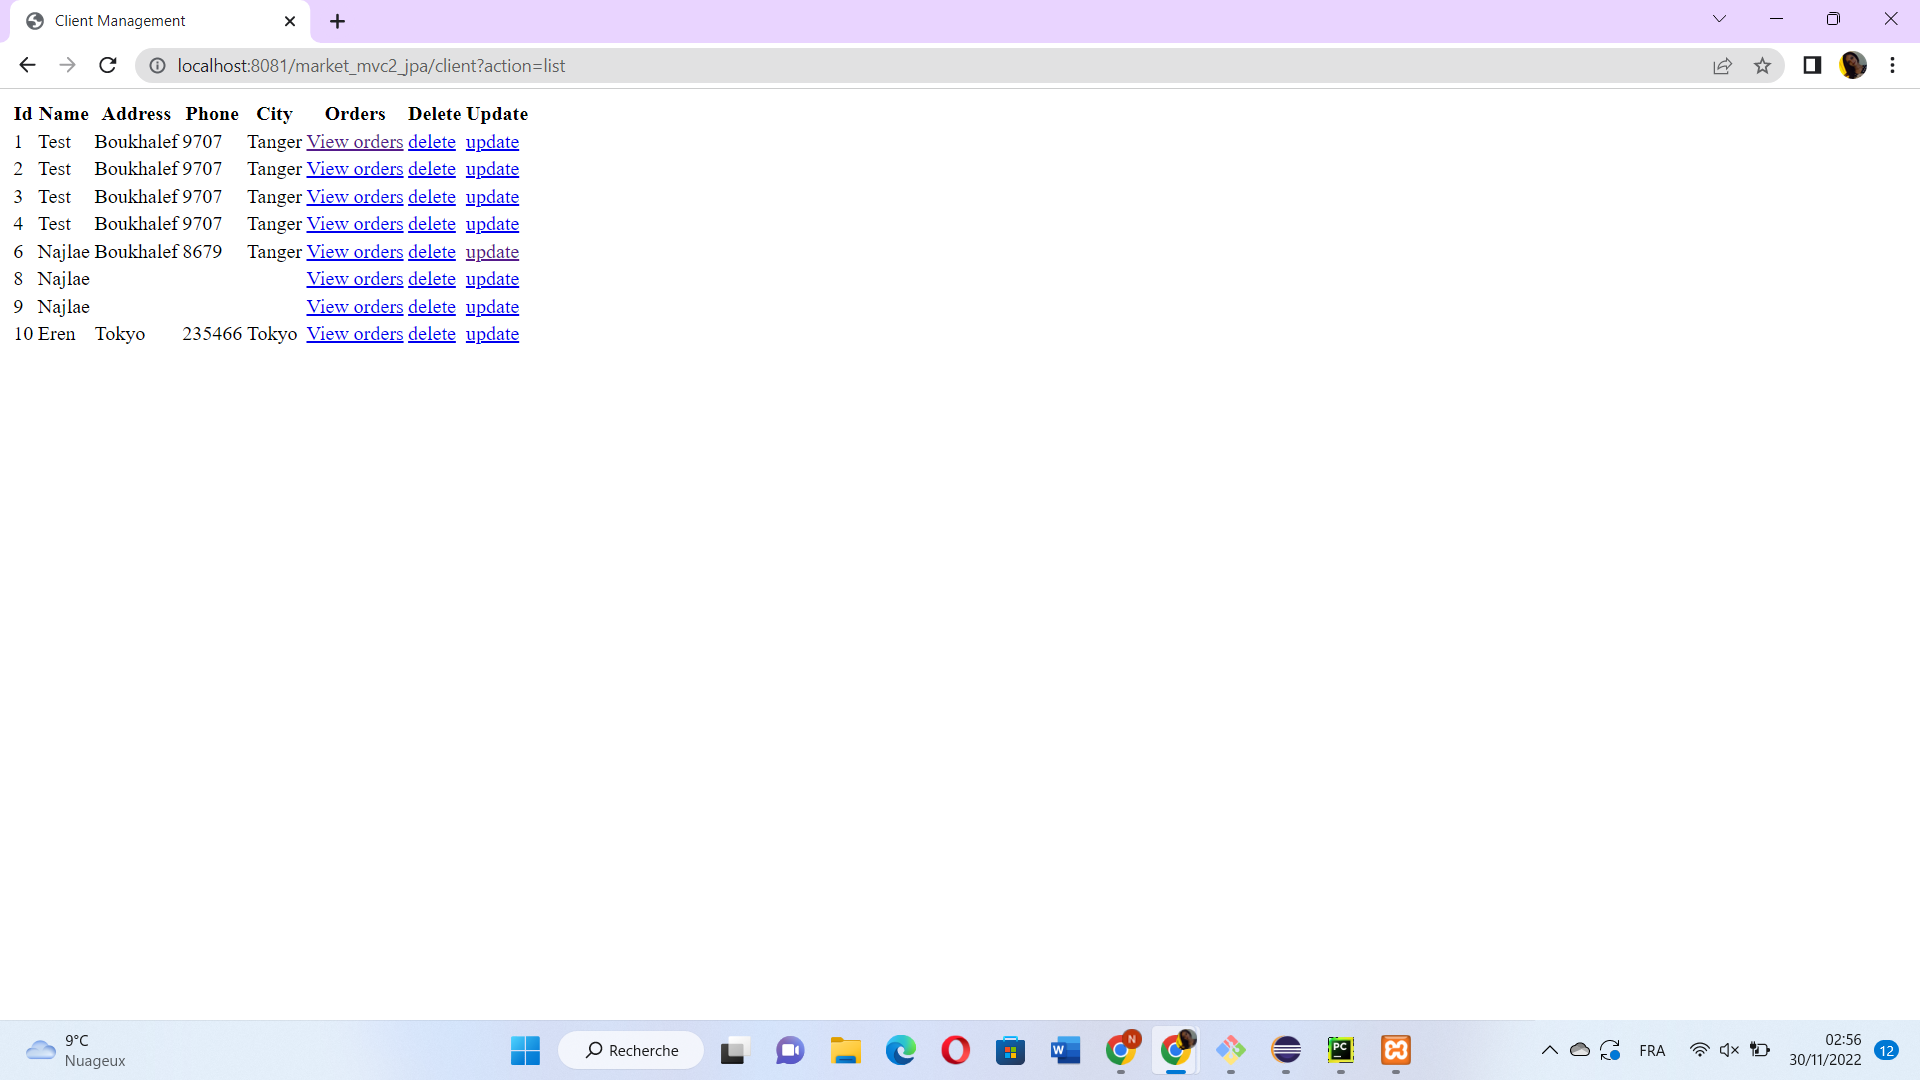 Client Management
localhost:8081/market_mvc2_jpa/client?action=list
Id Name Address Phone City Orders Delete Update
1 Test Boukhalef 9707 Tanger View orders delete update
2 Test Boukhalef 9707 Tanger View orders delete update
3 Test Boukhalef 9707 Tanger View orders delete update
4 Test Boukhalef 9707 Tanger View orders delete update
6 Najlae Boukhalef 8679 Tanger View orders delete update
8 Najlae View orders delete update
9 Najlae View orders delete update
10 Eren Tokyo 235466 Tokyo View orders delete update
9°C
Nuageux
Recherche
W
N
PC
FRA
02:56
30/11/2022
12